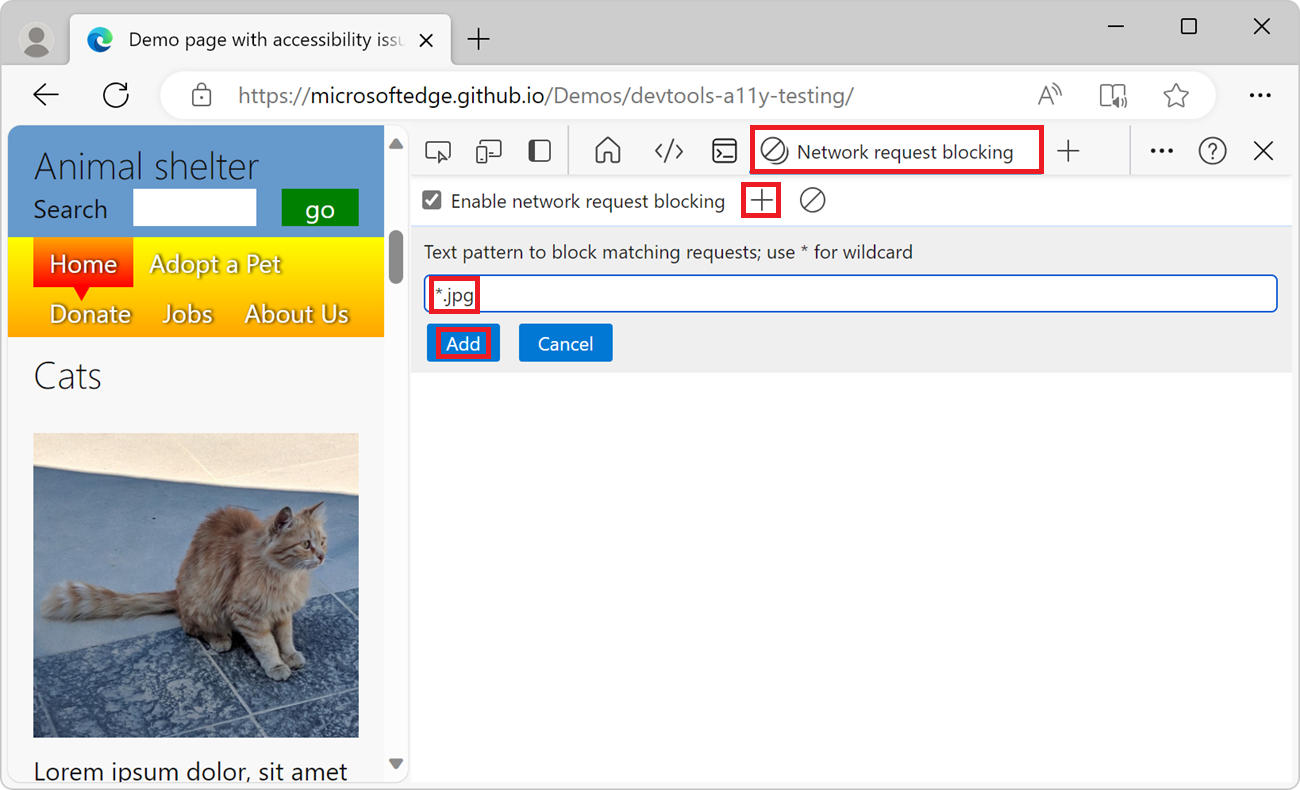 Demo page with accessibility issu
https://microsoftedge.github.io/Demos/devtools-a11y-testing/
Animal shelter
Search go
Home Adopt a Pet
Donate Jobs About Us
Cats
Lorem ipsum dolor, sit amet
Network request blocking
Enable network request blocking
Text pattern to block matching requests; use * for wildcard
*.jpg
Add Cancel